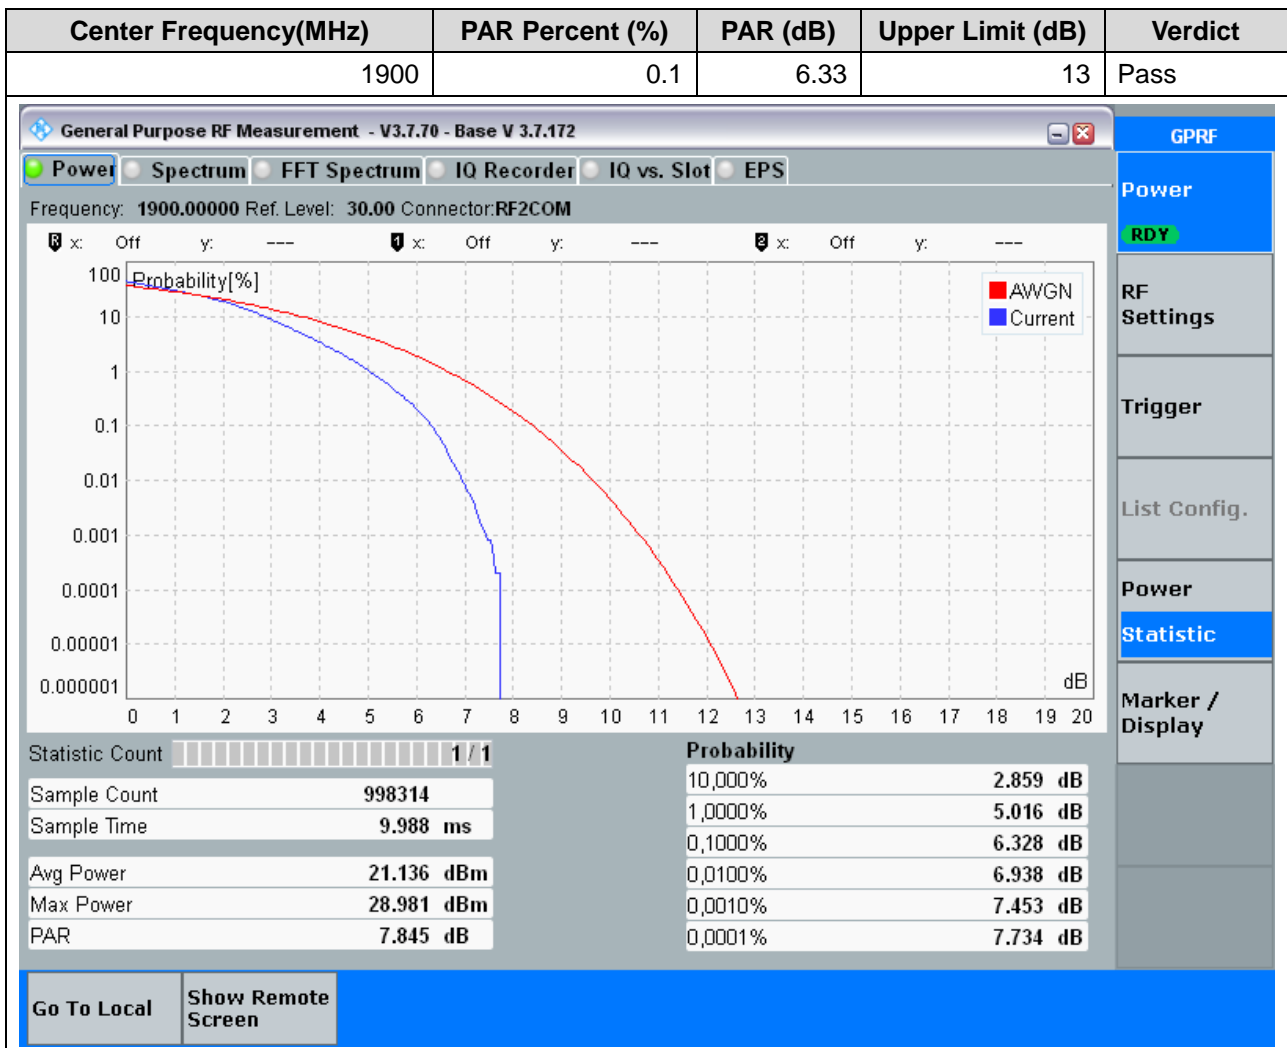 Center Frequency(MHz) PAR Percent (%) PAR (dB) Upper Limit (dB) Verdict
1900 0.1 6.33 13 Pass
General Purpose RF Measurement - V3.7.70 - Base V 3.7.172
Power Spectrum FFT Spectrum IQ Recorder IQ vs. Slot EPS
Frequency: 1900.00000 Ref. Level: 30.00 Connector:RF2COM
R x: Off y: --- 1 x: Off y: --- 2 x: Off y: ---
Probability[%]
AWGN
Current
100
10
1
0.1
0.01
0.001
0.0001
0.00001
0.000001
dB
0 1 2 3 4 5 6 7 8 9 10 11 12 13 14 15 16 17 18 19 20
Statistic Count 1 / 1
Sample Count 998314
Sample Time 9.988 ms
Avg Power 21.136 dBm
Max Power 28.981 dBm
PAR 7.845 dB
Probability
10,000% 2.859 dB
1,0000% 5.016 dB
0,1000% 6.328 dB
0,0100% 6.938 dB
0,0010% 7.453 dB
0,0001% 7.734 dB
GPRF
Power
RDY
RF
Settings
Trigger
List Config.
Power
Statistic
Marker /
Display
Go To Local
Show Remote
Screen